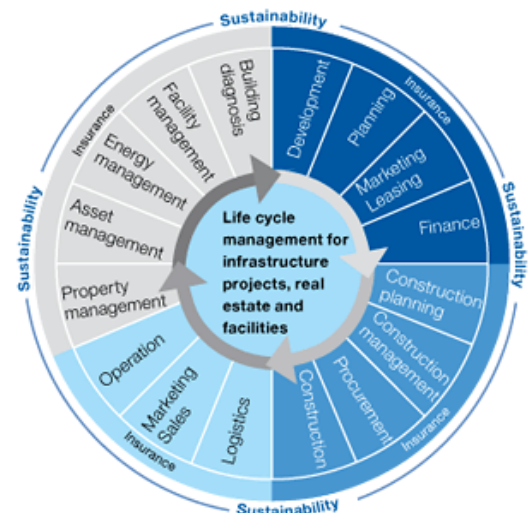 Sustainability
Insurance
Development
Planning
Marketing
Leasing
Finance
Sustainability
Construction
planning
Construction
management
Procurement
Construction
Insurance
Sustainability
Logistics
Marketing
Sales
Operation
Insurance
Property
management
Asset
management
Energy
management
Facility
management
Building
diagnosis
Insurance
Sustainability
Life cycle
management for
infrastructure
projects, real
estate and
facilities